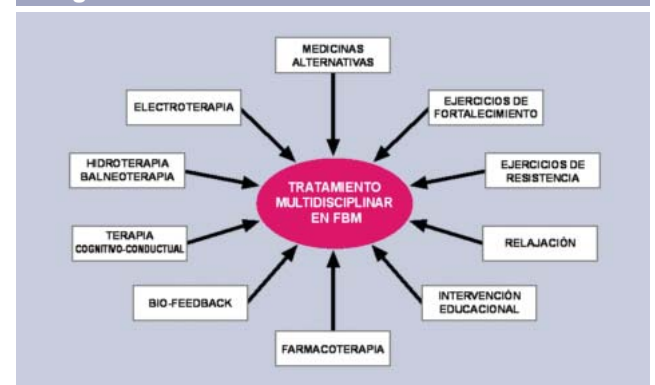 MEDICINAS
ALTERNATIVAS
EJERCICIOS DE
FORTALECIMIENTO
EJERCICIOS DE
RESISTENCIA
RELAJACIÓN
INTERVENCIÓN
EDUCACIONAL
FARMACOTERAPIA
BIO-FEEDBACK
TERAPIA
COGNITIVO-CONDUCTUAL
HIDROTERAPIA
BALNEOTERAPIA
ELECTROTERAPIA
TRATAMIENTO
MULTIDISCIPLINAR
EN FBM